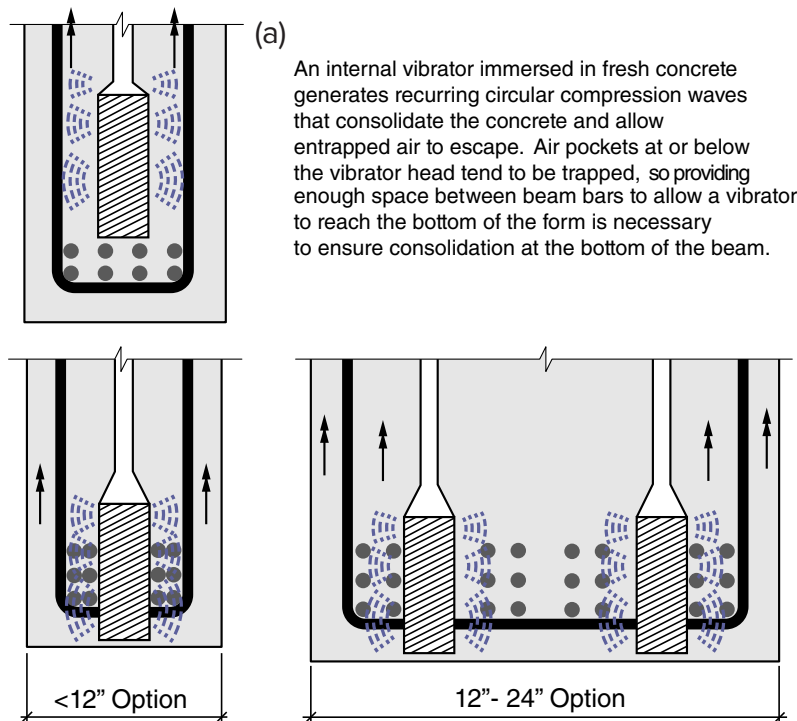 (a)
An internal vibrator immersed in fresh concrete
generates recurring circular compression waves
that consolidate the concrete and allow
entrapped air to escape. Air pockets at or below
the vibrator head tend to be trapped, so providing
enough space between beam bars to allow a vibrator
to reach the bottom of the form is necessary
to ensure consolidation at the bottom of the beam.
<12” Option
12”- 24” Option